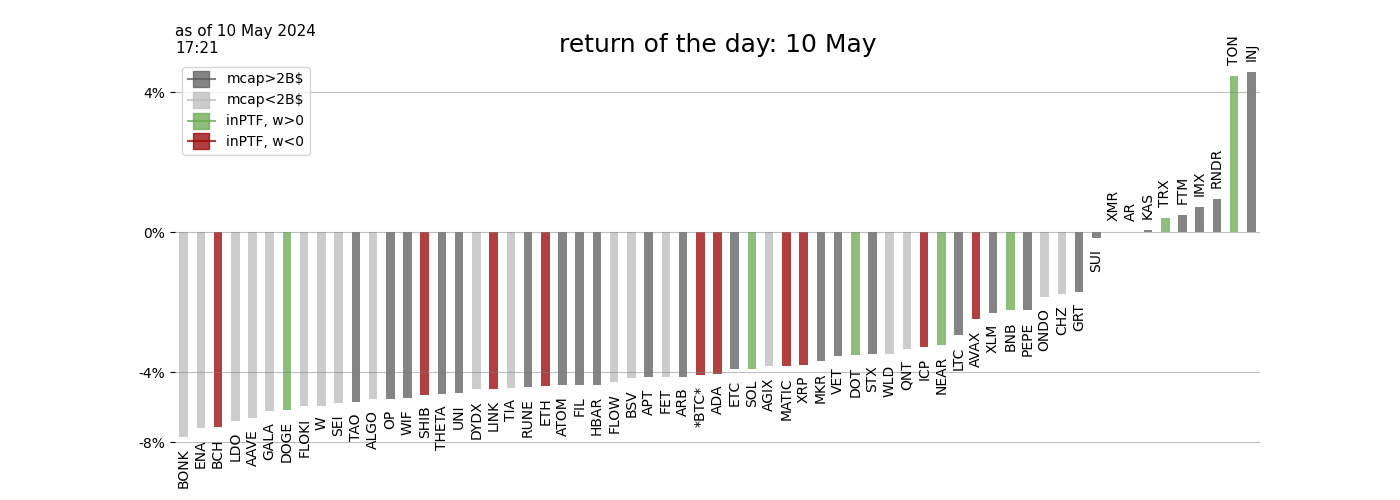 as of 10 May 2024
17:21
return of the day: 10 May
mcap>2B$
mcap<2B$
inPTF, w>0
inPTF, w<0
4%
0%
-4%
-8%
BONK
ENA
BCH
LDO
AAVE
GALA
DOGE
FLOKI
W
SEI
TAO
ALGO
OP
WIF
SHIB
THETA
UNI
DYDX
LINK
TIA
RUNE
ETH
ATOM
FIL
HBAR
FLOW
BSV
APT
FET
ARB
*BTC*
ADA
ETC
SOL
AGIX
MATIC
XRP
MKR
VET
DOT
STX
WLD
QNT
ICP
NEAR
LTC
AVAX
XLM
BNB
PEPE
ONDO
CHZ
GRT
SUI
XMR
AR
KAS
TRX
FTM
IMX
RNDR
TON
INJ